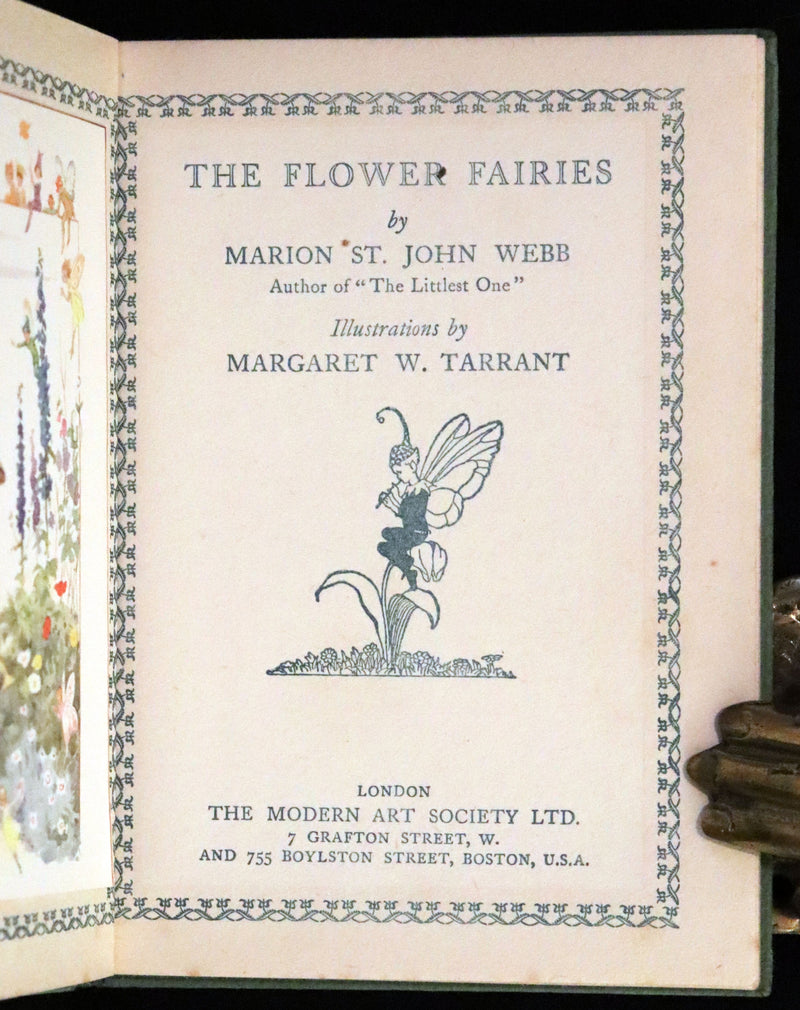 THE FLOWER FAIRIES
by
MARION ST. JOHN WEBB
Author of "The Littlest One"
Illustrations by
MARGARET W. TARRANT
LONDON
THE MODERN ART SOCIETY LTD.
7 GRAFTON STREET, W.
AND 755 BOYLSTON STREET, BOSTON, U.S.A.